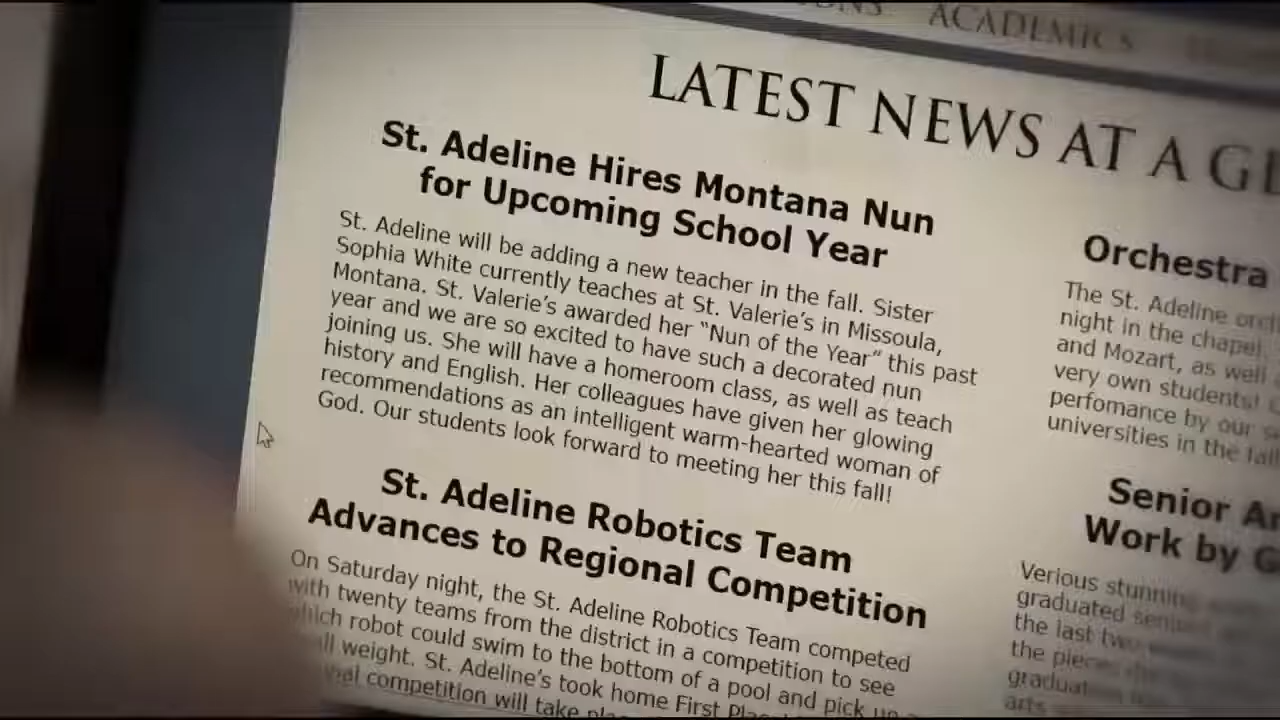 ACADEMICS
LATEST NEWS AT A
St. Adeline Hires Montana Nun
for Upcoming School Year
St. Adeline will be adding a new teacher in the fall. Sister
Sophia White currently teaches at St. Valerie's in Missoula,
Montana. St. Valerie's awarded her "Nun of the Year" this past
year and we are so excited to have such a decorated nun
joining us. She will have a homeroom class, as well as teach
history and English. Her colleagues have given her glowing
recommendations as an intelligent warm-hearted woman of
God. Our students look forward to meeting her this fall!
St. Adeline Robotics Team
Advances to Regional Competition
On Saturday night, the St. Adeline Robotics Team competed
with twenty teams from the district in a competition to see
which robot could swim to the bottom of a pool and pick up
weight. St. Adeline's took home First
competition will take
Orchestra
The St. Adeline
night in the chapel.
and Mozart, as well
very own students!
perfomance by our
universities in the fall
Senior
Work by
Verious stunning
graduated
the last two
the
arts